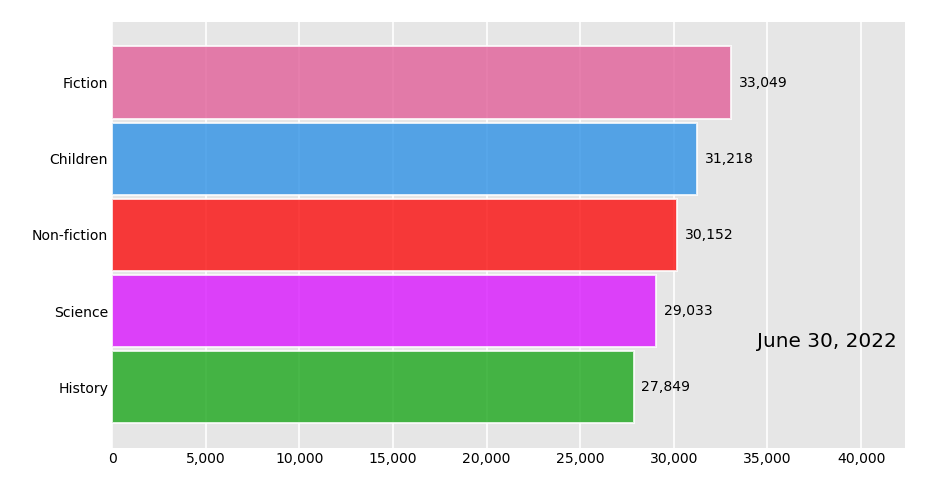 Fiction 33,049
Children 31,218
Non-fiction 30,152
Science 29,033
June 30, 2022
History 27,849
0 5,000 10,000 15,000 20,000 25,000 30,000 35,000 40,000